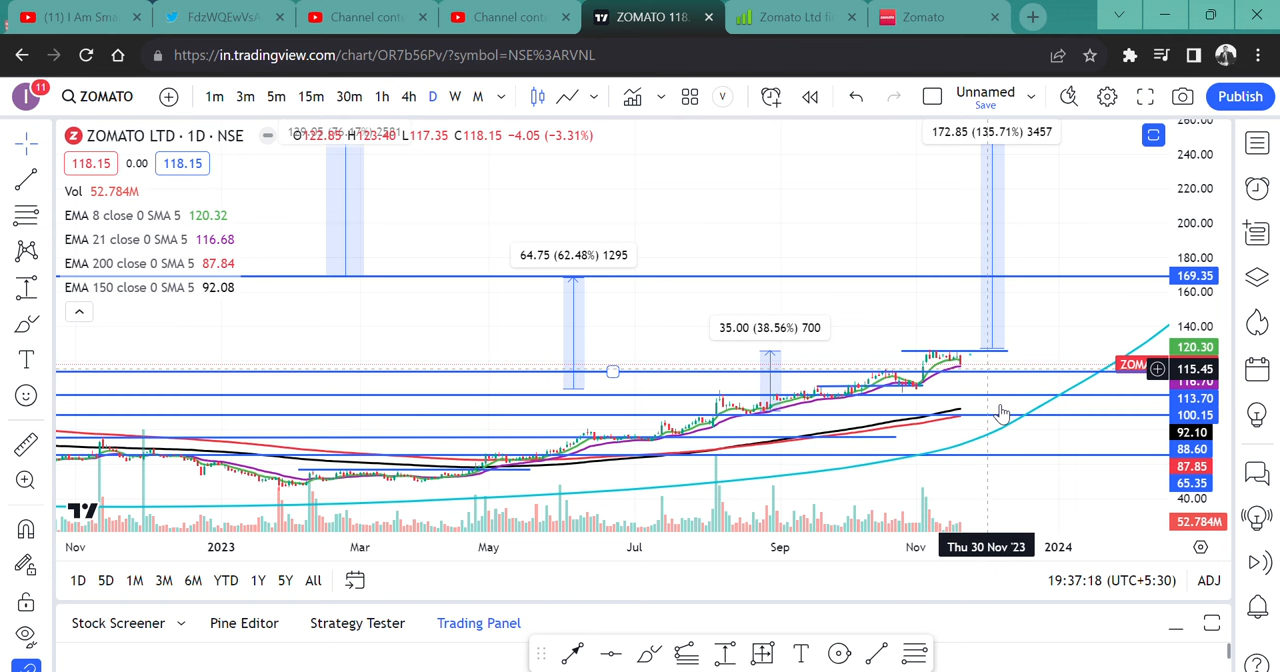 (11) I Am Sma
FdzWQEwVsA
Channel cont
Channel cont
ZOMATO 118.
Zomato Ltd fi
zomato
Zomato
https://in.tradingview.com/chart/OR7b56Pv/?symbol=NSE%3ARVNL
I 11 ZOMATO 1m 3m 5m 15m 30m 1h 4h D W M V Unnamed Save Publish
Z ZOMATO LTD · 1D · NSE O122.85 H123.40 L117.35 C118.15 −4.05 (−3.31%)
118.15 0.00 118.15
Vol 52.784M
EMA 8 close 0 SMA 5 120.32
EMA 21 close 0 SMA 5 116.68
EMA 200 close 0 SMA 5 87.84
EMA 150 close 0 SMA 5 92.08
172.85 (135.71%) 3457
64.75 (62.48%) 1295
35.00 (38.56%) 700
260.00
240.00
220.00
200.00
180.00
169.35
160.00
140.00
120.30
ZOM
115.45
116.70
113.70
100.15
92.10
88.60
87.85
65.35
40.00
52.784M
Nov 2023 Mar May Jul Sep Nov Thu 30 Nov '23 2024
1D 5D 1M 3M 6M YTD 1Y 5Y All 19:37:18 (UTC+5:30) ADJ
Stock Screener Pine Editor Strategy Tester Trading Panel